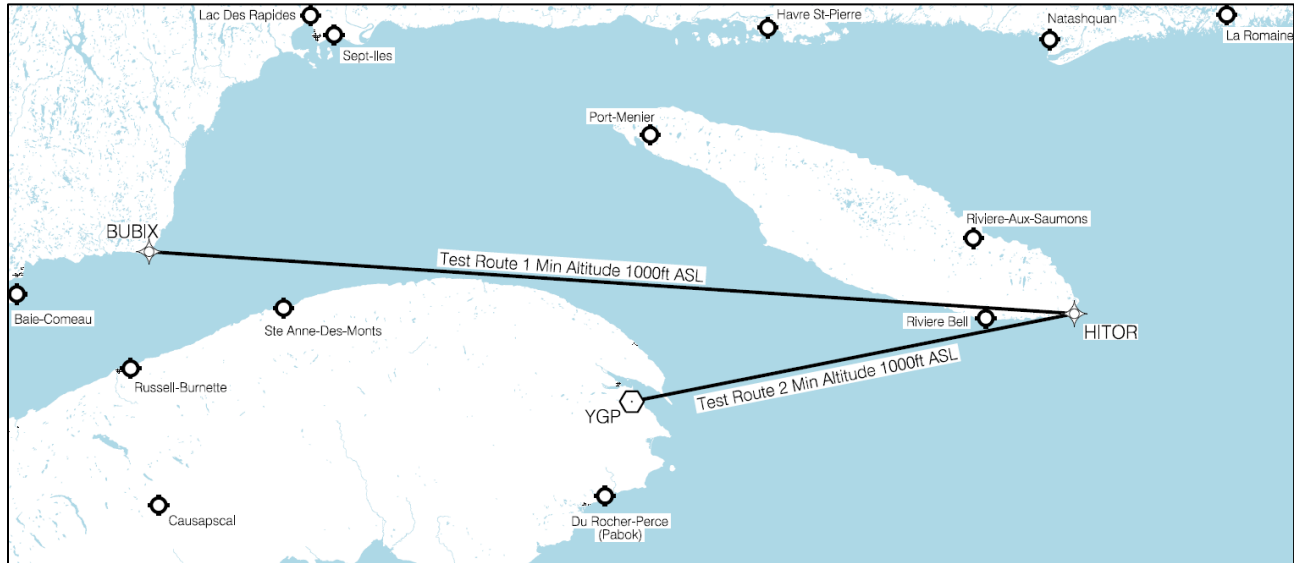 Lac Des Rapides
Havre St-Pierre
Natashquan
La Romaine
Sept-Iles
Port-Menier
Riviere-Aux-Saumons
BUBIX
Test Route 1 Min Altitude 1000ft ASL
Baie-Comeau
Ste Anne-Des-Monts
Riviere Bell
HITOR
Test Route 2 Min Altitude 1000ft ASL
Russell-Burnette
YGP
Causapscal
Du Rocher-Perce
(Pabok)